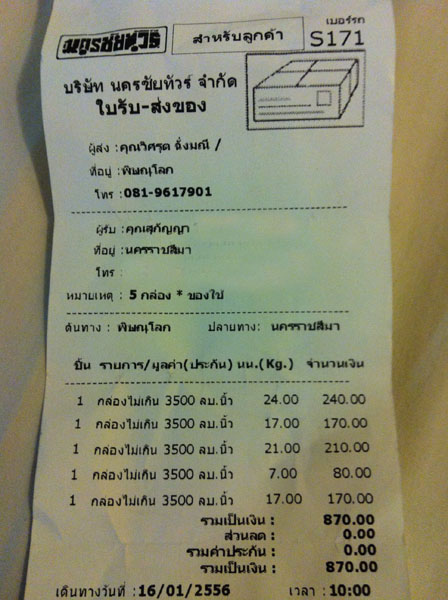 นครชัยทัวร์
สำหรับลูกค้า
เบอร์รถ
S171
บริษัท นครชัยทัวร์ จำกัด
ใบรับ-ส่งของ
ผู้ส่ง :คุณวิศรุต ฉั่งมณี /
ที่อยู่ :พิษณุโลก
โทร :081-9617901
ผู้รับ :คุณสุกัญญา
ที่อยู่ :นครราชสีมา
โทร :
หมายเหตุ : 5 กล่อง * ของใช้
ต้นทาง : พิษณุโลก ปลายทาง: นครราชสีมา
ชิ้น รายการ/มูลค่า(ประกัน) นน.(Kg.) จำนวนเงิน
1 กล่องไม่เกิน 3500 ลบ.นิ้ว 24.00 240.00
1 กล่องไม่เกิน 3500 ลบ.นิ้ว 17.00 170.00
1 กล่องไม่เกิน 3500 ลบ.นิ้ว 21.00 210.00
1 กล่องไม่เกิน 3500 ลบ.นิ้ว 7.00 80.00
1 กล่องไม่เกิน 3500 ลบ.นิ้ว 17.00 170.00
รวมเป็นเงิน : 870.00
ส่วนลด : 0.00
รวมค่าประกัน : 0.00
รวมเป็นเงิน : 870.00
เดินทางวันที่ :16/01/2556 เวลา :10:00